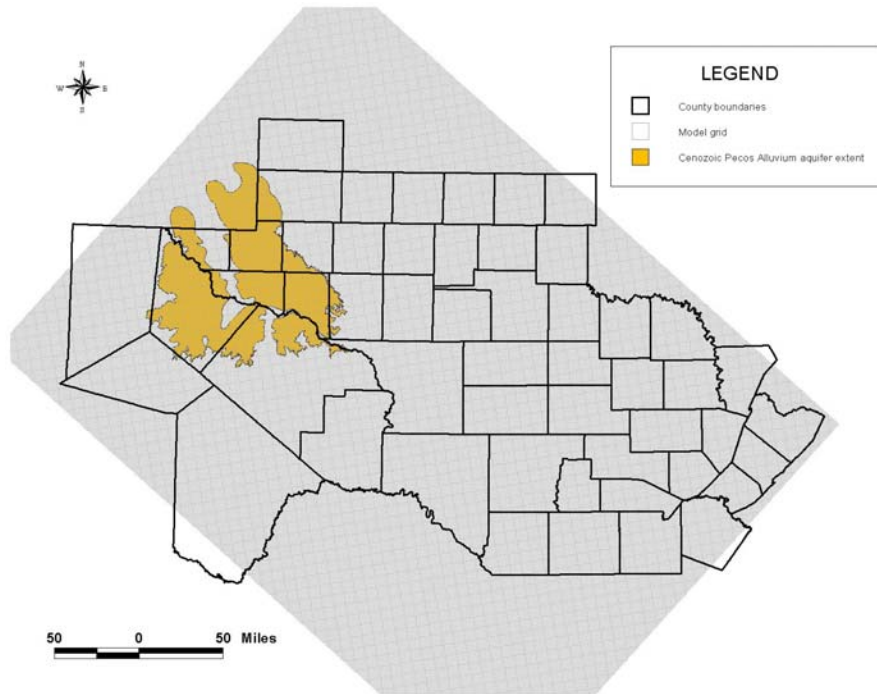 N
W E
S
LEGEND
County boundaries
Model grid
Cenozoic Pecos Alluvium aquifer extent
50 0 50 Miles